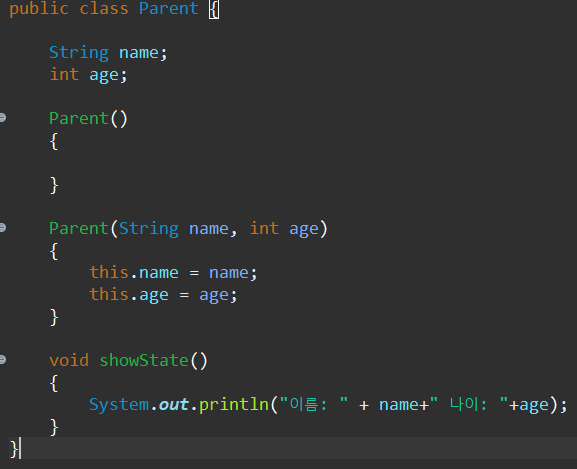 public class Parent {
String name;
int age;
Parent()
{
}
Parent(String name, int age)
{
this.name = name;
this.age = age;
}
void showState()
{
System.out.println("이름: " + name+" 나이: "+age);
}
}